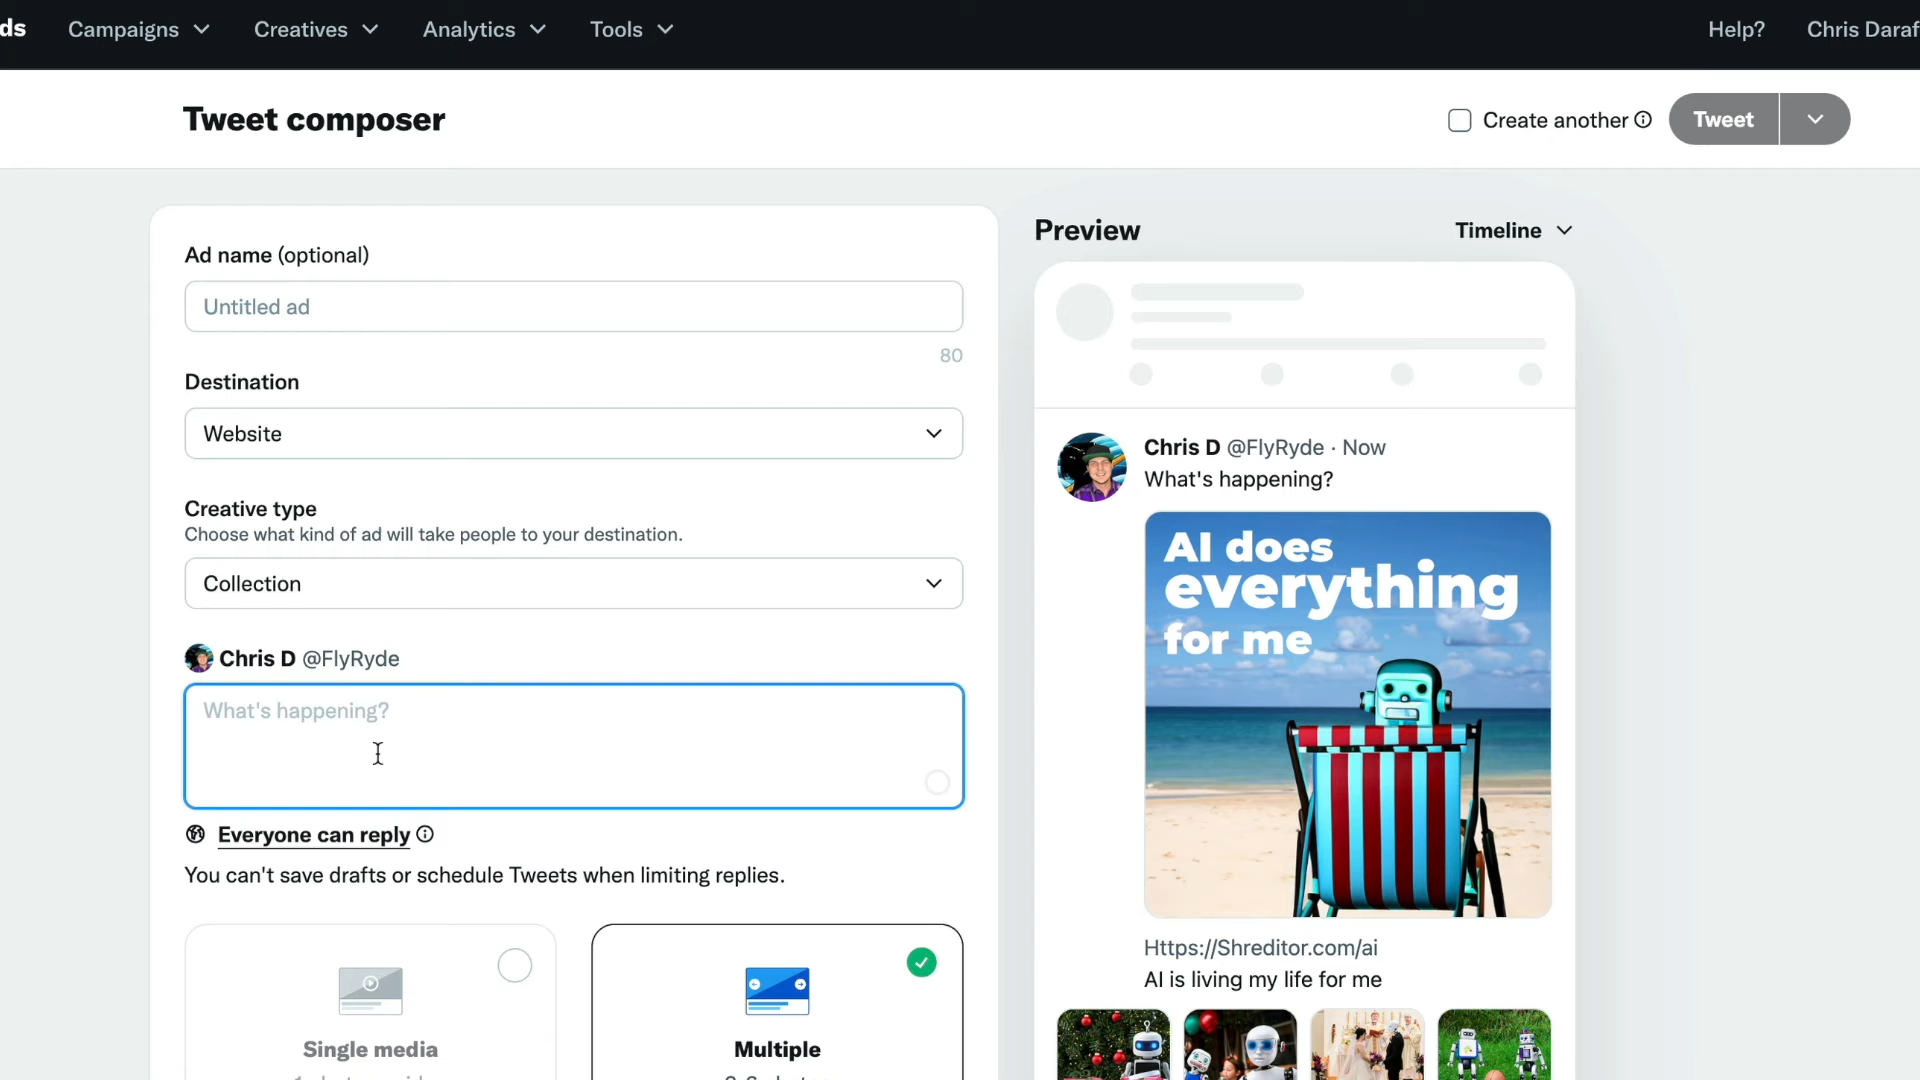 ds Campaigns Creatives Analytics Tools Help? Chris Daraf
Tweet composer
Create another Tweet
Ad name (optional)
Untitled ad
80
Destination
Website
Creative type
Choose what kind of ad will take people to your destination.
Collection
Chris D @FlyRyde
What's happening?
Everyone can reply
You can't save drafts or schedule Tweets when limiting replies.
Single media
Multiple
Preview
Timeline
Chris D @FlyRyde · Now
What's happening?
AI does
everything
for me
Https://Shreditor.com/ai
AI is living my life for me